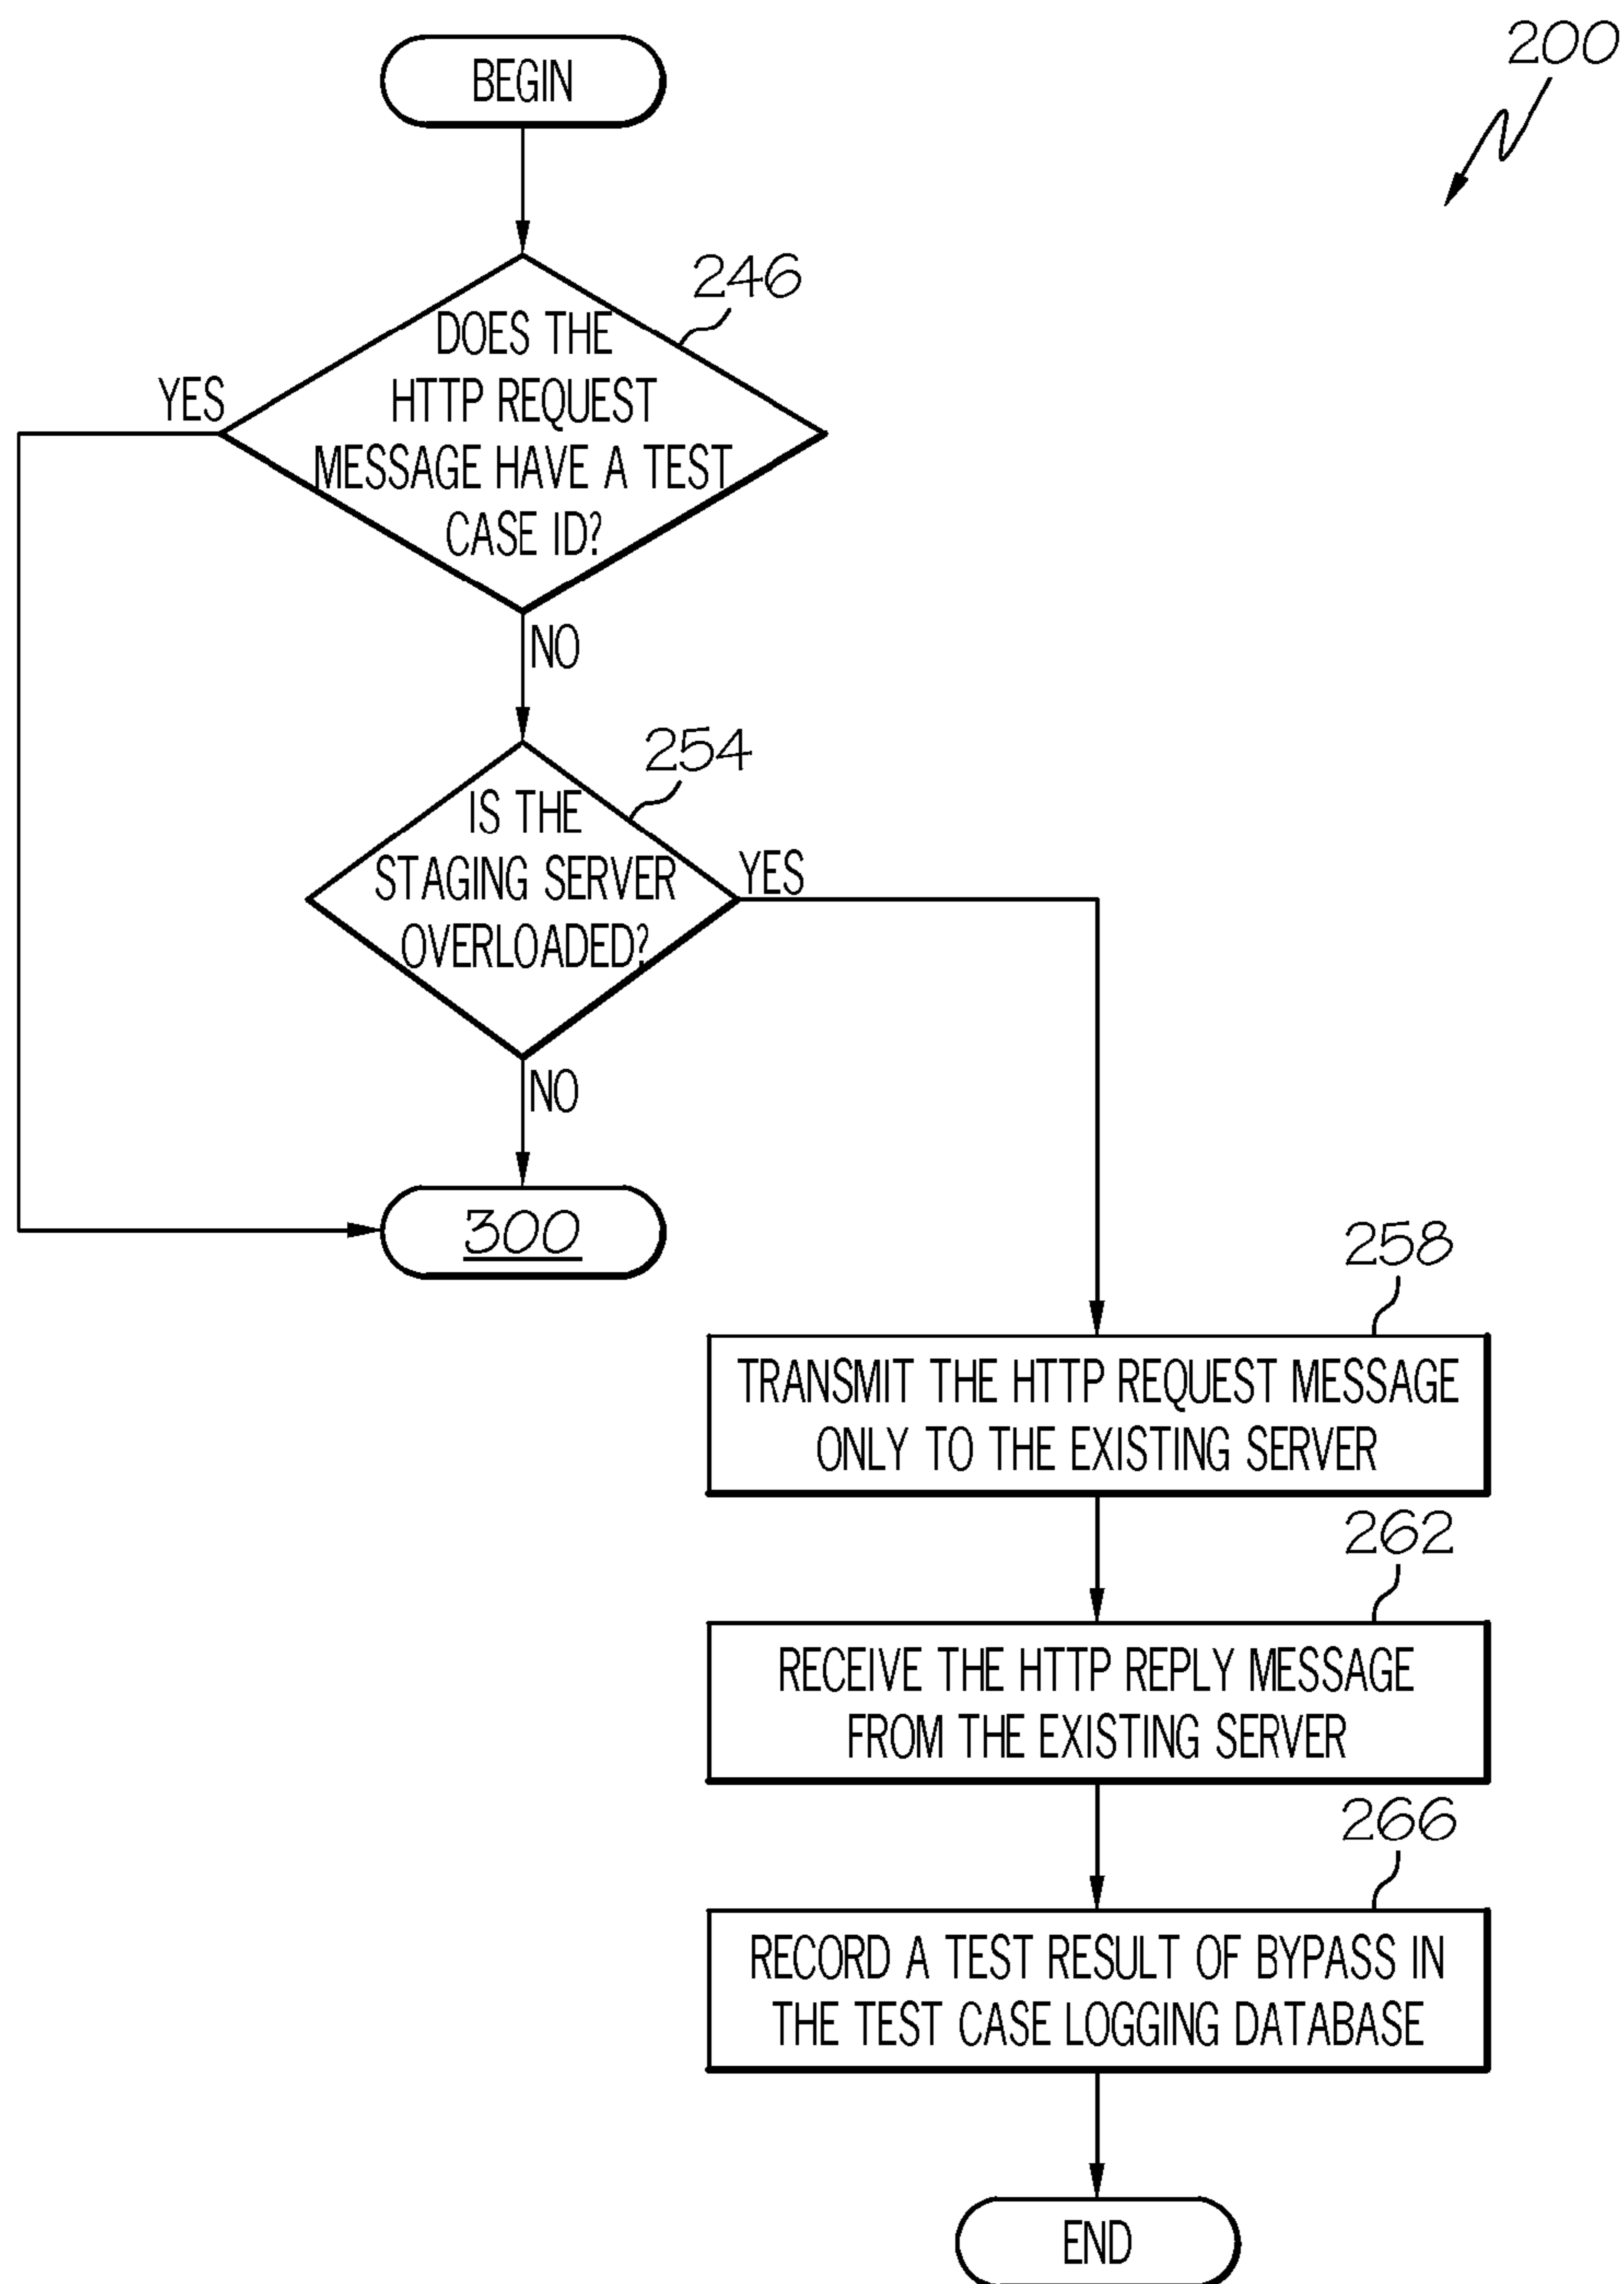 200
BEGIN
246
DOES THE
HTTP REQUEST
MESSAGE HAVE A TEST
CASE ID?
YES
NO
254
IS THE
STAGING SERVER
OVERLOADED?
YES
NO
300
258
TRANSMIT THE HTTP REQUEST MESSAGE
ONLY TO THE EXISTING SERVER
262
RECEIVE THE HTTP REPLY MESSAGE
FROM THE EXISTING SERVER
266
RECORD A TEST RESULT OF BYPASS IN
THE TEST CASE LOGGING DATABASE
END